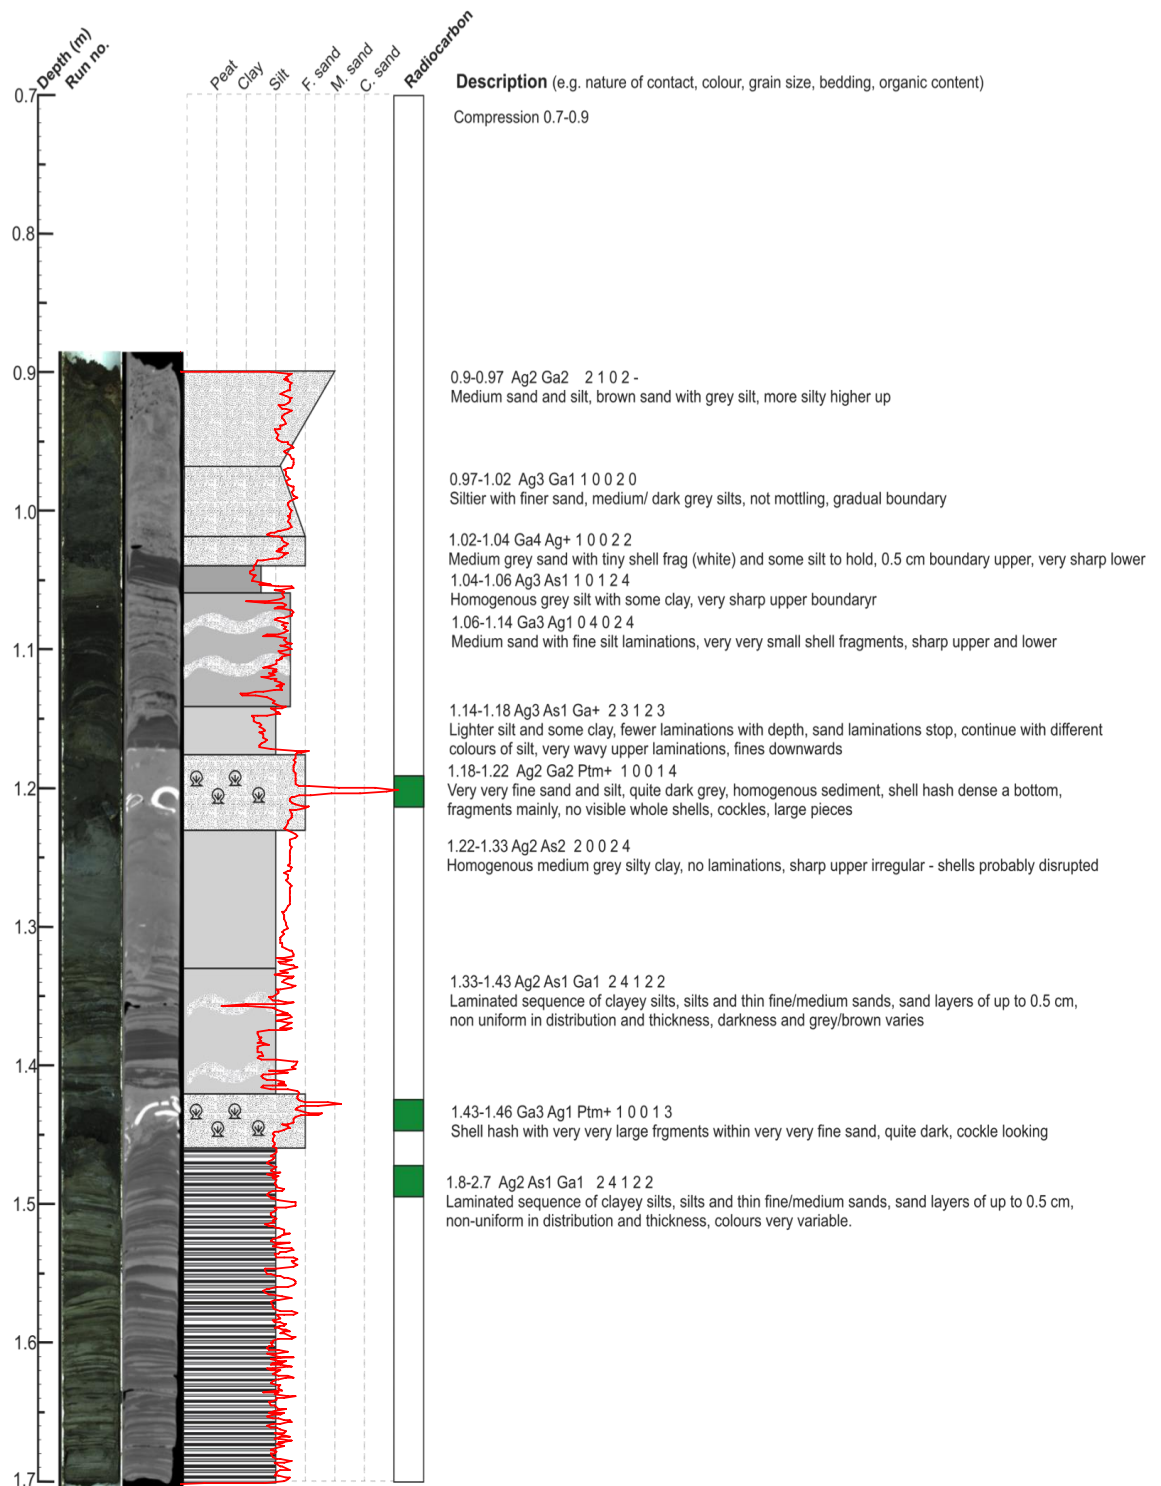 Depth (m)
Run no.
Peat
Clay
Silt
F. sand
M. sand
C. sand
Radiocarbon
Description (e.g. nature of contact, colour, grain size, bedding, organic content)
0.7
Compression 0.7-0.9
0.8
0.9
0.9-0.97 Ag2 Ga2 2 1 0 2 -
Medium sand and silt, brown sand with grey silt, more silty higher up
0.97-1.02 Ag3 Ga1 1 0 0 2 0
Siltier with finer sand, medium/ dark grey silts, not mottling, gradual boundary
1.0
1.02-1.04 Ga4 Ag+ 1 0 0 2 2
Medium grey sand with tiny shell frag (white) and some silt to hold, 0.5 cm boundary upper, very sharp lower
1.04-1.06 Ag3 As1 1 0 1 2 4
Homogenous grey silt with some clay, very sharp upper boundaryr
1.06-1.14 Ga3 Ag1 0 4 0 2 4
Medium sand with fine silt laminations, very very small shell fragments, sharp upper and lower
1.1
1.14-1.18 Ag3 As1 Ga+ 2 3 1 2 3
Lighter silt and some clay, fewer laminations with depth, sand laminations stop, continue with different
colours of silt, very wavy upper laminations, fines downwards
1.18-1.22 Ag2 Ga2 Ptm+ 1 0 0 1 4
Very very fine sand and silt, quite dark grey, homogenous sediment, shell hash dense a bottom,
fragments mainly, no visible whole shells, cockles, large pieces
1.2
1.22-1.33 Ag2 As2 2 0 0 2 4
Homogenous medium grey silty clay, no laminations, sharp upper irregular - shells probably disrupted
1.3
1.33-1.43 Ag2 As1 Ga1 2 4 1 2 2
Laminated sequence of clayey silts, silts and thin fine/medium sands, sand layers of up to 0.5 cm,
non uniform in distribution and thickness, darkness and grey/brown varies
1.4
1.43-1.46 Ga3 Ag1 Ptm+ 1 0 0 1 3
Shell hash with very very large frgments within very very fine sand, quite dark, cockle looking
1.8-2.7 Ag2 As1 Ga1 2 4 1 2 2
Laminated sequence of clayey silts, silts and thin fine/medium sands, sand layers of up to 0.5 cm,
non-uniform in distribution and thickness, colours very variable.
1.5
1.6
1.7